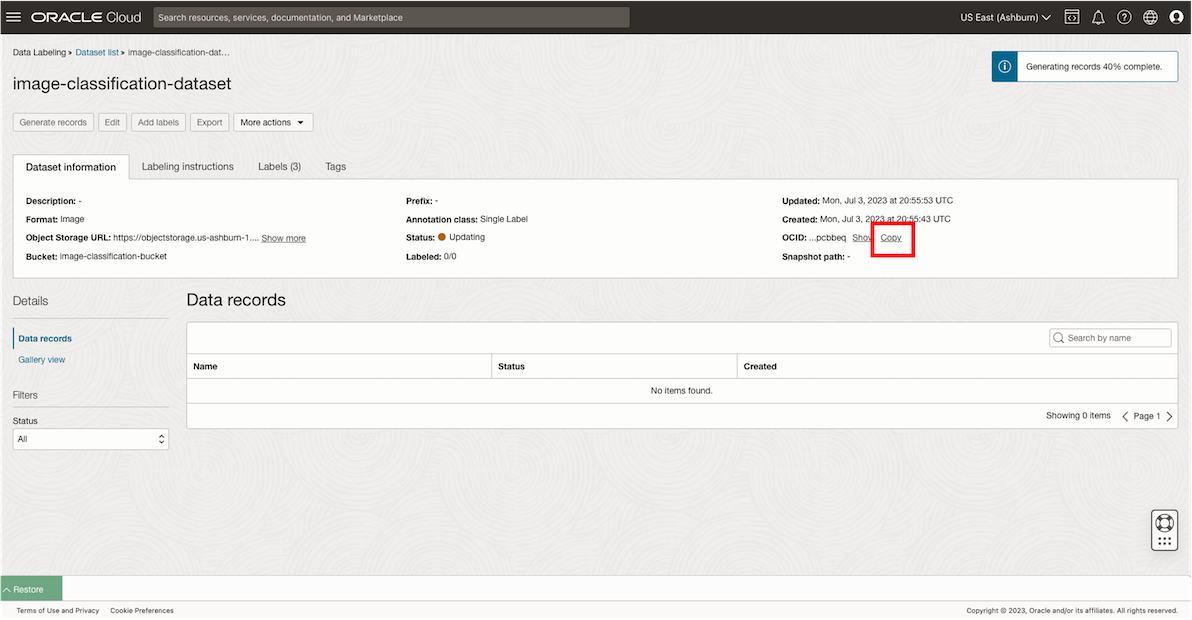 ORACLE Cloud
Search resources, services, documentation, and Marketplace
US East (Ashburn)
Data Labeling » Dataset list » image-classification-dat...
Generating records 40% complete.
image-classification-dataset
Generate records Edit Add labels Export More actions
Dataset information Labeling instructions Labels (3) Tags
Description: - Prefix: - Updated: Mon, Jul 3, 2023 at 20:55:53 UTC
Format: Image Annotation class: Single Label Created: Mon, Jul 3, 2023 at 20:55:43 UTC
Object Storage URL: https://objectstorage.us-ashburn-1.... Show more Status: Updating OCID: ...pcbbeq Show Copy
Bucket: image-classification-bucket Labeled: 0/0 Snapshot path: -
Details
Data records
Gallery view
Filters
Status
All
Data records
Search by name
Name Status Created
No items found.
Showing 0 items Page 1
Restore
Terms of Use and Privacy Cookie Preferences Copyright © 2023, Oracle and/or its affiliates. All rights reserved.